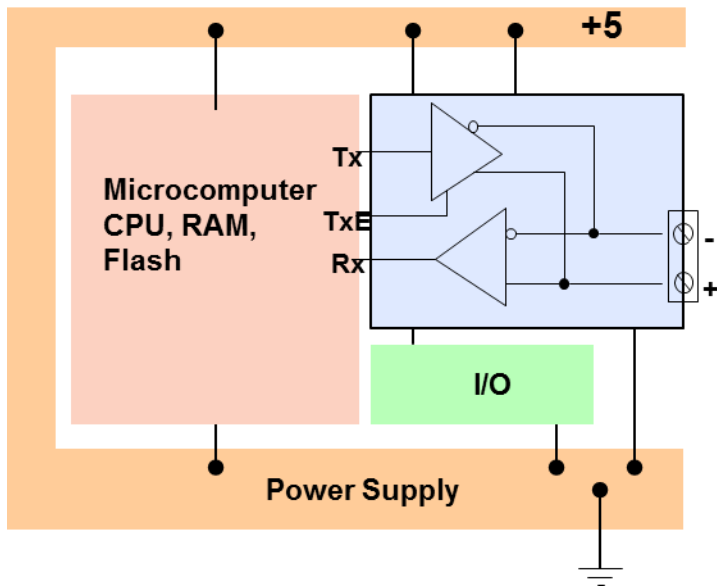 +5
Tx
Microcomputer
CPU, RAM,
Flash
TxE
Rx
-
+
I/O
Power Supply